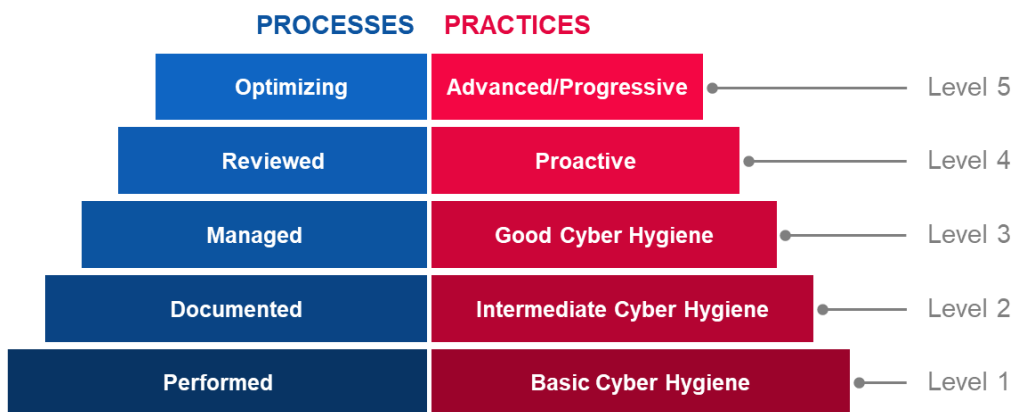 PROCESSES PRACTICES
Optimizing Advanced/Progressive Level 5
Reviewed Proactive Level 4
Managed Good Cyber Hygiene Level 3
Documented Intermediate Cyber Hygiene Level 2
Performed Basic Cyber Hygiene Level 1